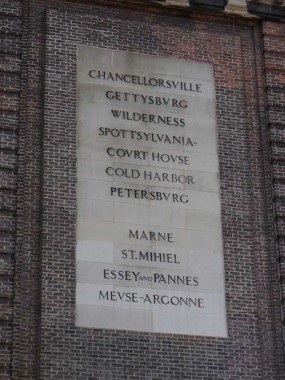 CHANCELLORSVILLE
GETTYSBVRG
WILDERNESS
SPOTTSYLVANIA-
COVRT HOVSE
COLD HARBOR
PETERSBVRG
MARNE
ST. MIHIEL
ESSEY AND PANNES
MEVSE-ARGONNE